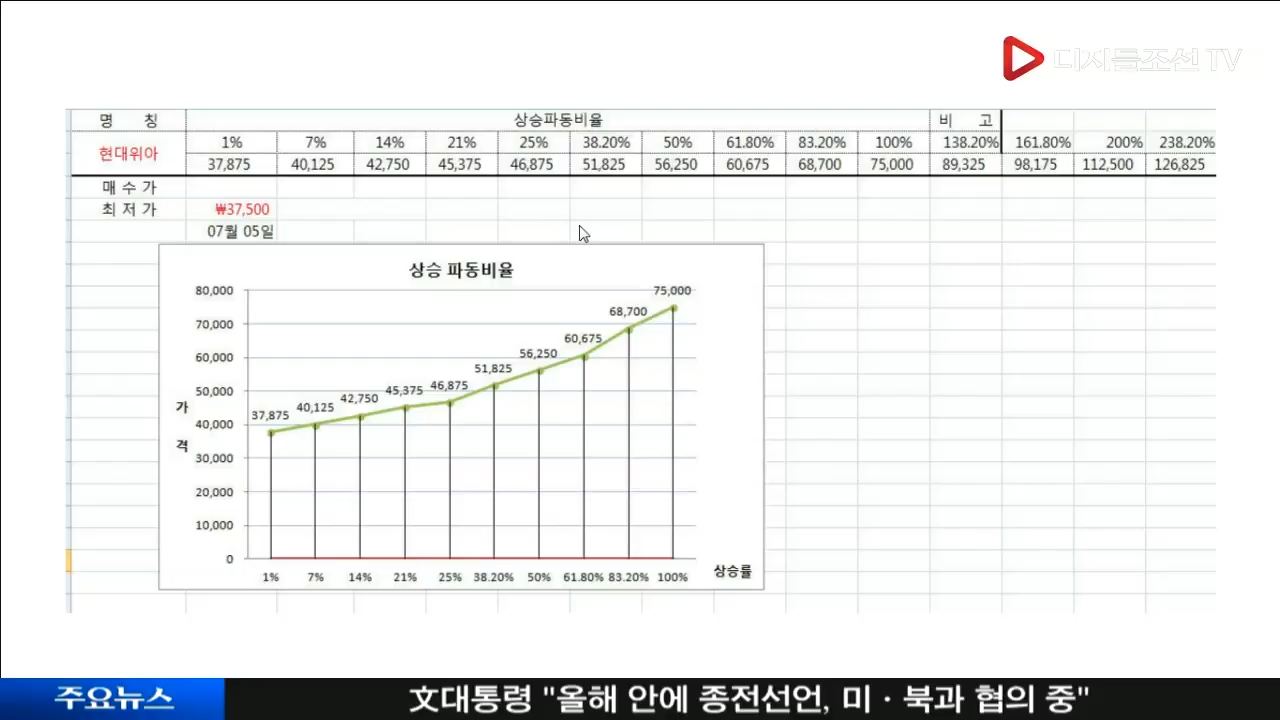 디지틀조선 TV
명 칭 상승파동비율 비 고
현대위아 1% 7% 14% 21% 25% 38.20% 50% 61.80% 83.20% 100% 138.20% 161.80% 200% 238.20%
37,875 40,125 42,750 45,375 46,875 51,825 56,250 60,675 68,700 75,000 89,325 98,175 112,500 126,825
매 수 가
최 저 가 ₩37,500
07월 05일
상승 파동비율
80,000
70,000
60,000
50,000
40,000
30,000
20,000
10,000
0
가
격
37,875 40,125 42,750 45,375 46,875 51,825 56,250 60,675 68,700 75,000
1% 7% 14% 21% 25% 38.20% 50% 61.80% 83.20% 100%
상승률
주요뉴스 文대통령 "올해 안에 종전선언, 미·북과 협의 중"